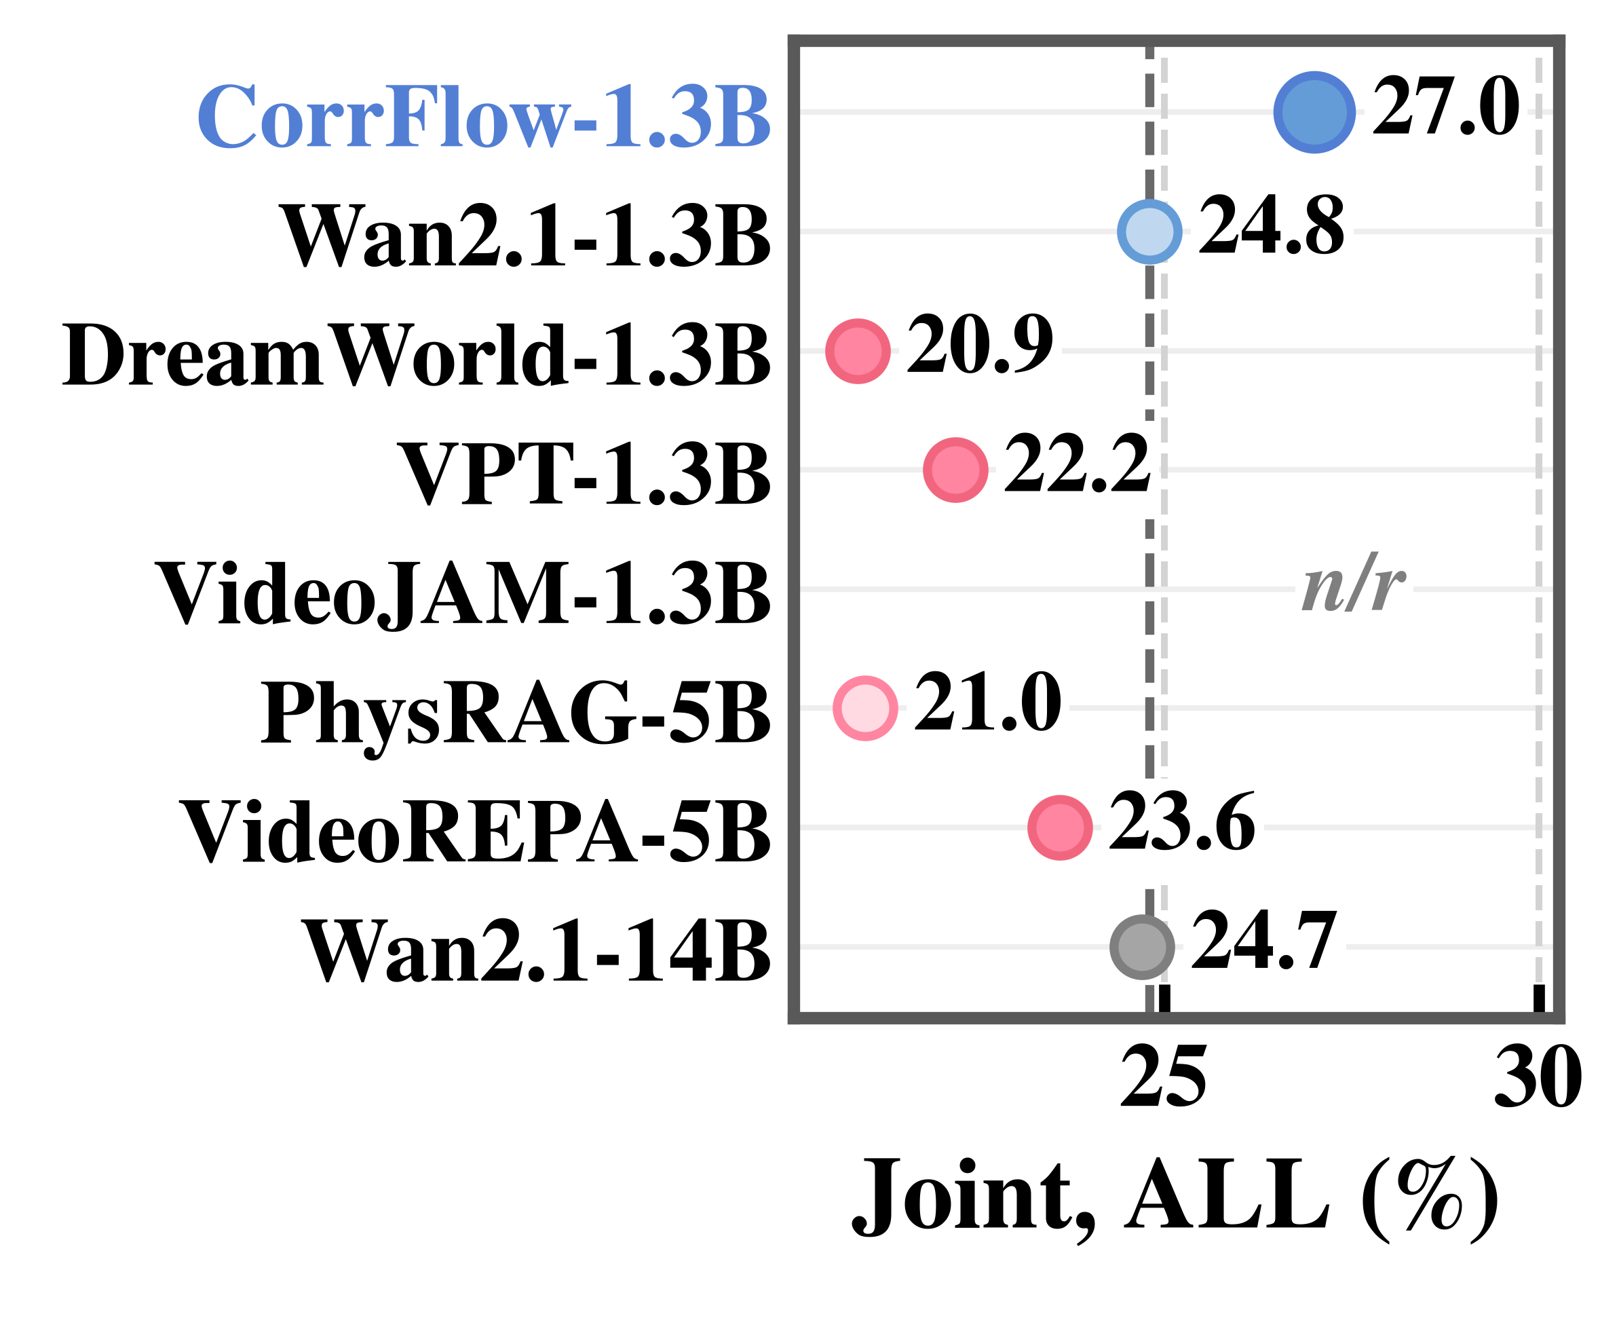 CorrFlow-1.3B 27.0
Wan2.1-1.3B 24.8
DreamWorld-1.3B 20.9
VPT-1.3B 22.2
VideoJAM-1.3B n/r
PhysRAG-5B 21.0
VideoREPA-5B 23.6
Wan2.1-14B 24.7
25 30
Joint, ALL (%)